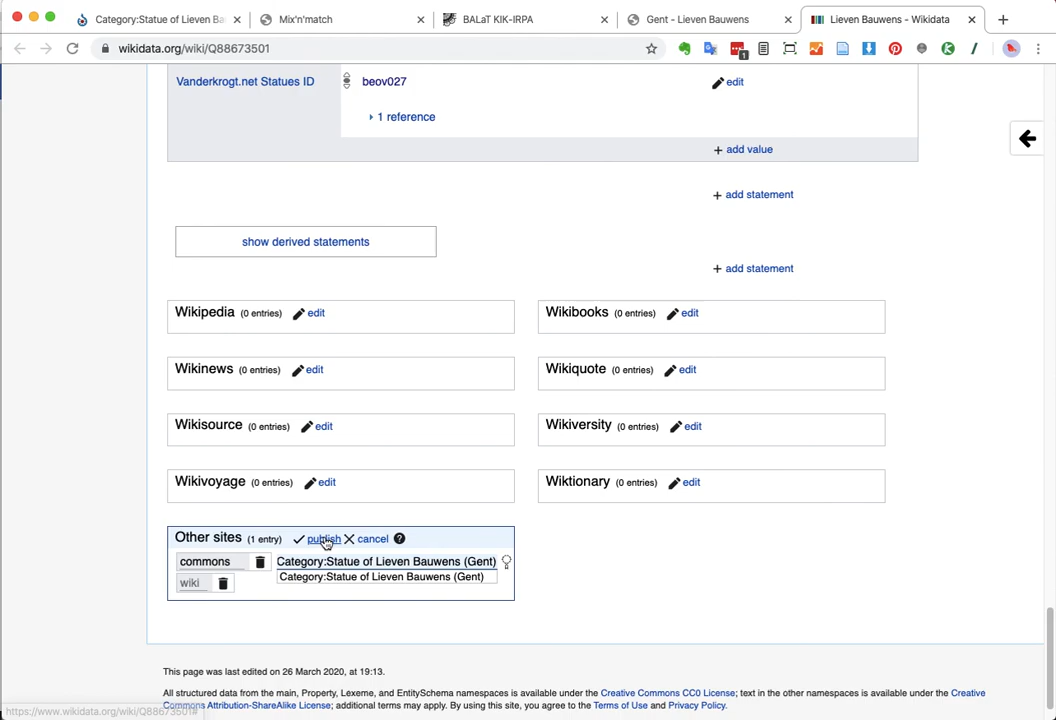 Category:Statue of Lieven Ba
Mix'n'match
BALaT KIK-IRPA
Gent - Lieven Bauwens
Lieven Bauwens - Wikidata
wikidata.org/wiki/Q88673501
1
Vanderkrogt.net Statues ID
beov027
edit
1 reference
+ add value
+ add statement
show derived statements
+ add statement
Wikipedia (0 entries) edit
Wikibooks (0 entries) edit
Wikinews (0 entries) edit
Wikiquote (0 entries) edit
Wikisource (0 entries) edit
Wikiversity (0 entries) edit
Wikivoyage (0 entries) edit
Wiktionary (0 entries) edit
Other sites (1 entry) publish cancel ?
commons Category:Statue of Lieven Bauwens (Gent)
Category:Statue of Lieven Bauwens (Gent)
wiki
This page was last edited on 26 March 2020, at 19:13.
All structured data from the main, Property, Lexeme, and EntitySchema namespaces is available under the Creative Commons CC0 License; text in the other namespaces is available under the Creative
Commons Attribution-ShareAlike License; additional terms may apply. By using this site, you agree to the Terms of Use and Privacy Policy.
https://www.wikidata.org/wiki/Q88673501#